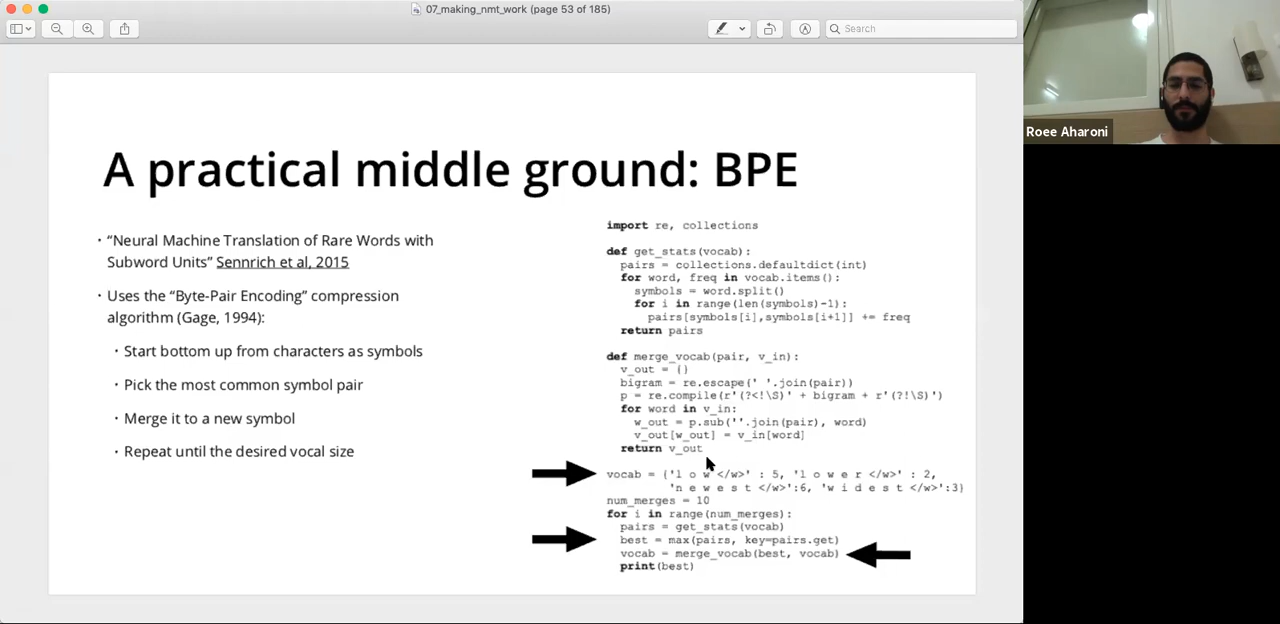 07_making_nmt_work (page 53 of 185)
Search
Roee Aharoni
A practical middle ground: BPE
• “Neural Machine Translation of Rare Words with
Subword Units” Sennrich et al, 2015
• Uses the “Byte-Pair Encoding” compression
algorithm (Gage, 1994):
• Start bottom up from characters as symbols
• Pick the most common symbol pair
• Merge it to a new symbol
• Repeat until the desired vocal size
import re, collections
def get_stats(vocab):
pairs = collections.defaultdict(int)
for word, freq in vocab.items():
symbols = word.split()
for i in range(len(symbols)-1):
pairs[symbols[i],symbols[i+1]] += freq
return pairs
def merge_vocab(pair, v_in):
v_out = {}
bigram = re.escape(' '.join(pair))
p = re.compile(r'(?<!\S)' + bigram + r'(?!\S)')
for word in v_in:
w_out = p.sub(''.join(pair), word)
v_out[w_out] = v_in[word]
return v_out
vocab = {'l o w </w>' : 5, 'l o w e r </w>' : 2,
'n e w e s t </w>':6, 'w i d e s t </w>':3}
num_merges = 10
for i in range(num_merges):
pairs = get_stats(vocab)
best = max(pairs, key=pairs.get)
vocab = merge_vocab(best, vocab)
print(best)